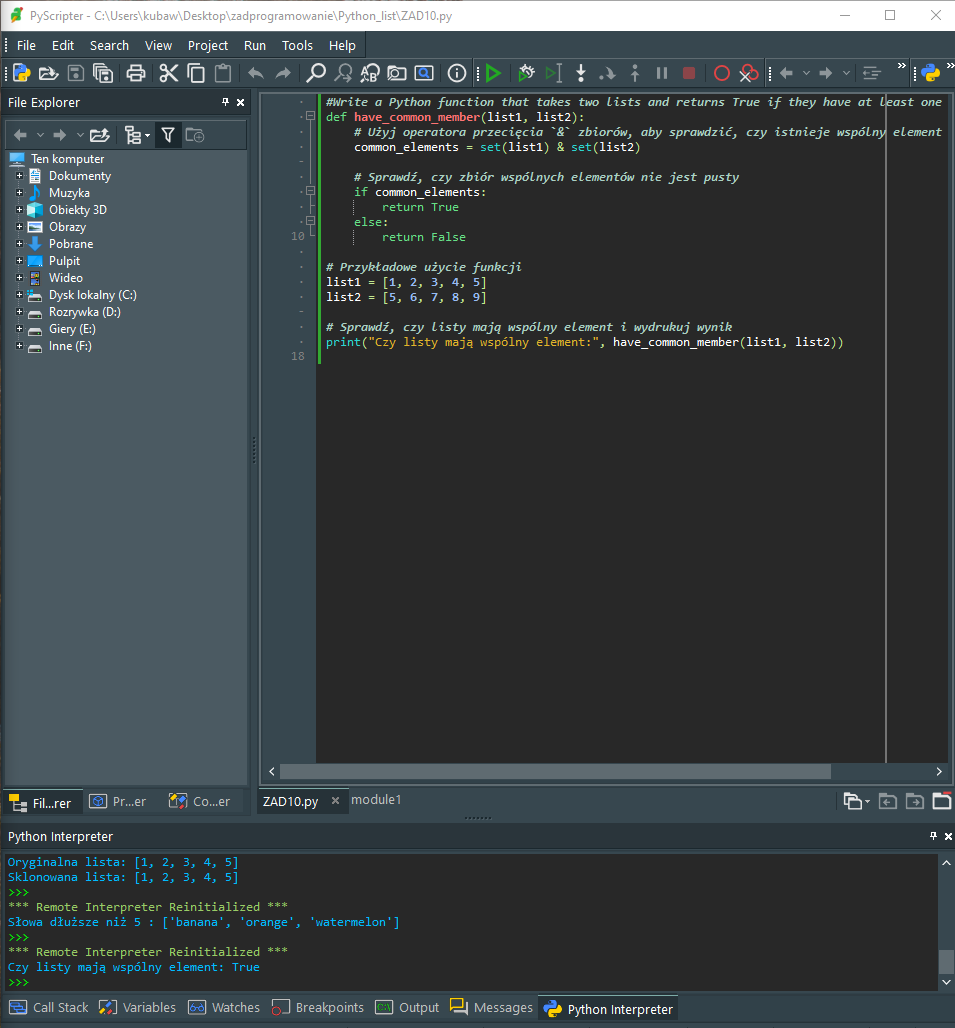 PyScripter - C:\Users\kubaw\Desktop\zadprogramowanie\Python_list\ZAD10.py
File Edit Search View Project Run Tools Help
File Explorer
Ten komputer
Dokumenty
Muzyka
Obiekty 3D
Obrazy
Pobrane
Pulpit
Wideo
Dysk lokalny (C:)
Rozrywka (D:)
Giery (E:)
Inne (F:)
Fil...rer Pr...er Co...er
#Write a Python function that takes two lists and returns True if they have at least one
def have_common_member(list1, list2):
    # Użyj operatora przecięcia `&` zbiorów, aby sprawdzić, czy istnieje wspólny element
    common_elements = set(list1) & set(list2)
    # Sprawdź, czy zbiór wspólnych elementów nie jest pusty
    if common_elements:
        return True
    else:
10        return False
# Przykładowe użycie funkcji
list1 = [1, 2, 3, 4, 5]
list2 = [5, 6, 7, 8, 9]
# Sprawdź, czy listy mają wspólny element i wydrukuj wynik
print("Czy listy mają wspólny element:", have_common_member(list1, list2))
18
ZAD10.py × module1
Python Interpreter
Oryginalna lista: [1, 2, 3, 4, 5]
Sklonowana lista: [1, 2, 3, 4, 5]
>>>
*** Remote Interpreter Reinitialized ***
Słowa dłuższe niż 5 : ['banana', 'orange', 'watermelon']
>>>
*** Remote Interpreter Reinitialized ***
Czy listy mają wspólny element: True
>>>
Call Stack Variables Watches Breakpoints Output Messages Python Interpreter